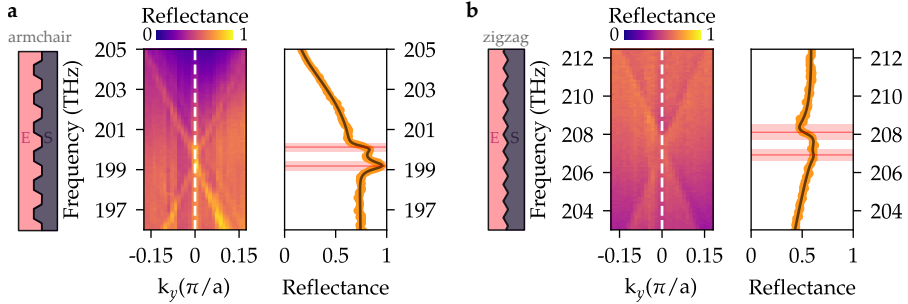 a
Reflectance
0 1
armchair
E S
Frequency (THz)
205
203
201
199
197
-0.15 0 0.15
k_y(π/a)
205
203
201
199
197
0 0.5 1
Reflectance
b
Reflectance
0 1
zigzag
E S
Frequency (THz)
212
210
208
206
204
-0.15 0 0.15
k_y(π/a)
212
210
208
206
204
0 0.5 1
Reflectance